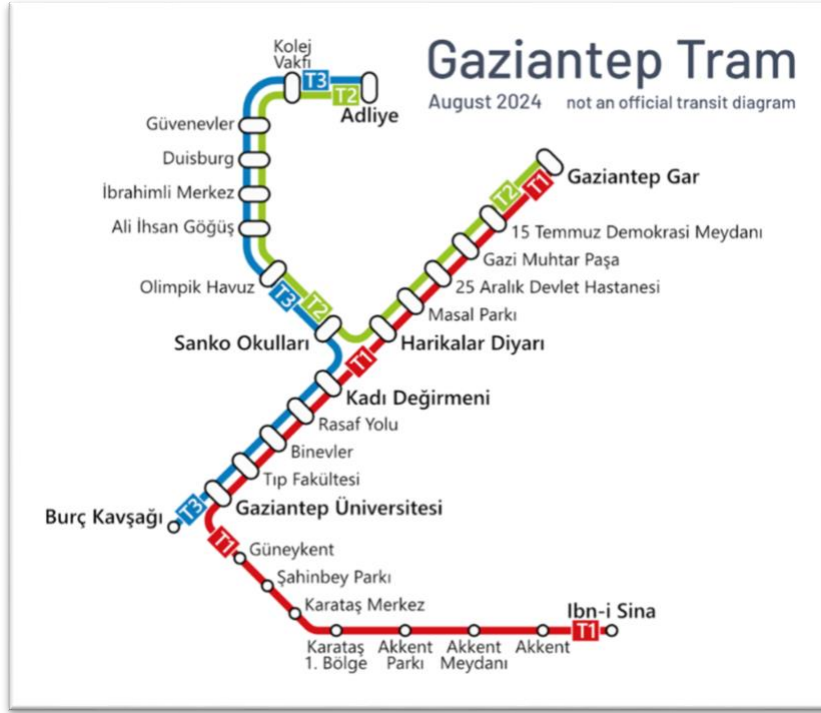 Gaziantep Tram
August 2024 not an official transit diagram
Kolej
Vakfı
T3
T2
Adliye
Güvenevler
Duisburg
İbrahimli Merkez
Ali İhsan Göğüş
Olimpik Havuz
T3
T2
Sanko Okulları
Gaziantep Gar
T2
T1
15 Temmuz Demokrasi Meydanı
Gazi Muhtar Paşa
25 Aralık Devlet Hastanesi
Masal Parkı
Harikalar Diyarı
T1
Kadı Değirmeni
Rasaf Yolu
Binevler
Tıp Fakültesi
Gaziantep Üniversitesi
Burç Kavşağı
T3
T1
Güneykent
Şahinbey Parkı
Karataş Merkez
Karataş
1. Bölge
Akkent
Parkı
Akkent
Meydanı
Akkent
T1
Ibn-i Sina